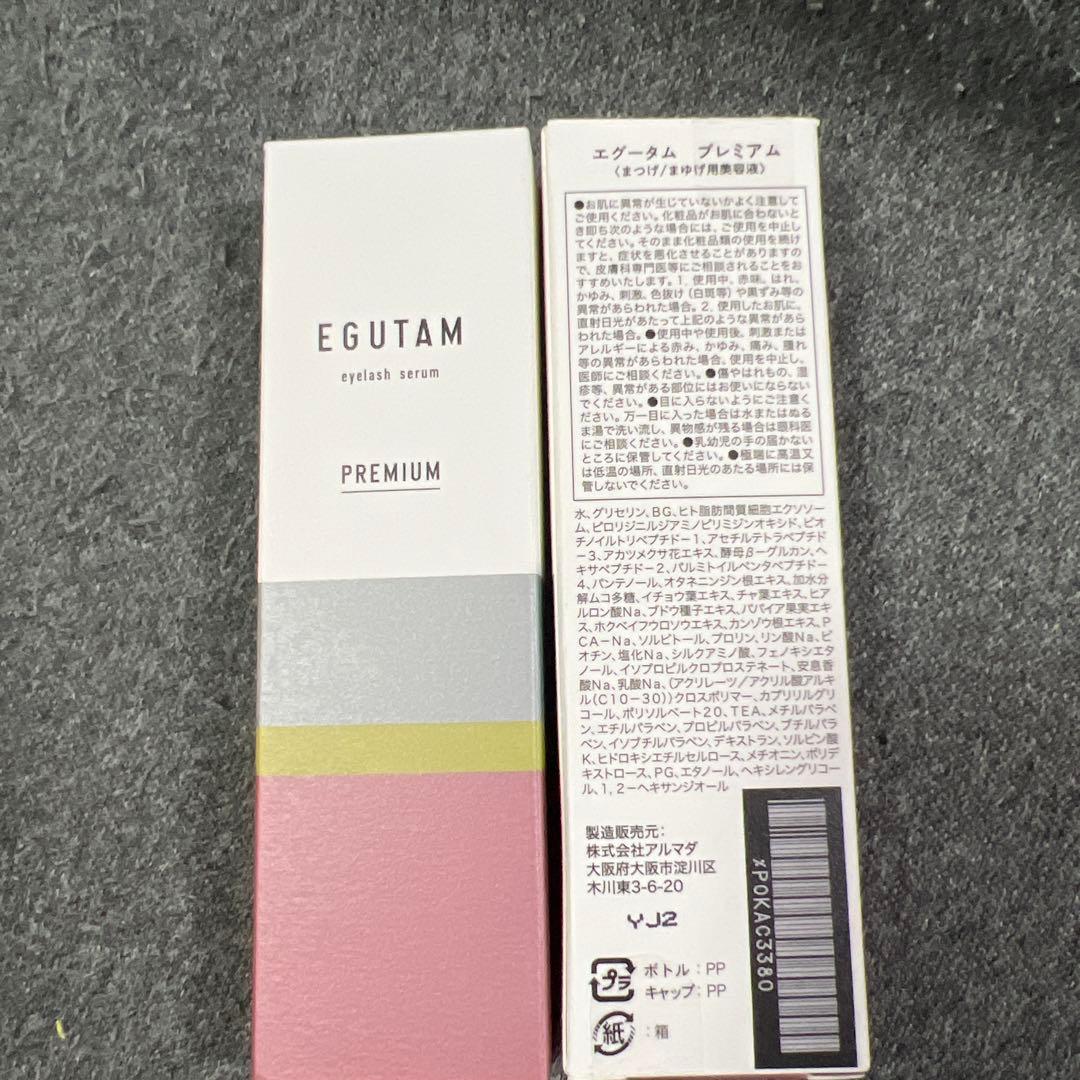 EGUTAM
eyelash serum
PREMIUM
エグータム プレミアム
〈まつげ/まゆげ用美容液〉
●お肌に異常が生じていないかよく注意して
ご使用ください。化粧品がお肌に合わないと
き即ち次のような場合には、ご使用を中止し
てください。そのまま化粧品類の使用を続け
ますと、症状を悪化させることがありますの
で、皮膚科専門医等にご相談されることをお
すすめいたします。1. 使用中、赤味、はれ、
かゆみ、刺激、色抜け(白斑等)や黒ずみ等の
異常があらわれた場合。2. 使用したお肌に、
直射日光があたって上記のような異常があら
われた場合。●使用中や使用後、刺激または
アレルギーによる赤み、かゆみ、痛み、腫れ
等の異常があらわれた場合、使用を中止し、
医師にご相談ください。●傷やはれもの、湿
疹等、異常がある部位にはお使いにならない
でください。●目に入らないようにご注意く
ださい。万一目に入った場合は水またはぬる
ま湯で洗い流し、異物感が残る場合は眼科医
にご相談ください。●乳幼児の手の届かない
ところに保管してください。●極端に高温又
は低温の場所、直射日光のあたる場所には保
管しないでください。
水、グリセリン、BG、ヒト脂肪間質細胞エクソソー
ム、ピロリジニルジアミノピリミジンオキシド、ビオ
チノイルトリペプチド－1、アセチルテトラペプチド
－3、アカツメクサ花エキス、酵母β－グルカン、ヘ
キサペプチド－2、パルミトイルペンタペプチド－
4、パンテノール、オタネニンジン根エキス、加水分
解ムコ多糖、イチョウ葉エキス、チャ葉エキス、ヒア
ルロン酸Na、ブドウ種子エキス、パパイア果実エキ
ス、ホクベイフウロソウエキス、カンゾウ根エキス、P
CA－Na、ソルビトール、プロリン、リン酸Na、ビ
オチン、塩化Na、シルクアミノ酸、フェノキシエタ
ノール、イソプロピルクロプロステネート、安息香
酸Na、乳酸Na、(アクリレーツ／アクリル酸アルキ
ル(C10－30))クロスポリマー、カプリリルグリ
コール、ポリソルベート20、TEA、メチルパラベ
ン、エチルパラベン、プロピルパラベン、ブチルパラ
ベン、イソブチルパラベン、デキストラン、ソルビン酸
K、ヒドロキシエチルセルロース、メチオニン、ポリデ
キストロース、PG、エタノール、ヘキシレングリコー
ル、1, 2－ヘキサンジオール
製造販売元：
株式会社アルマダ
大阪府大阪市淀川区
木川東3-6-20
YJ2
プラ
ボトル：PP
キャップ：PP
紙
：箱
%POKAC3380